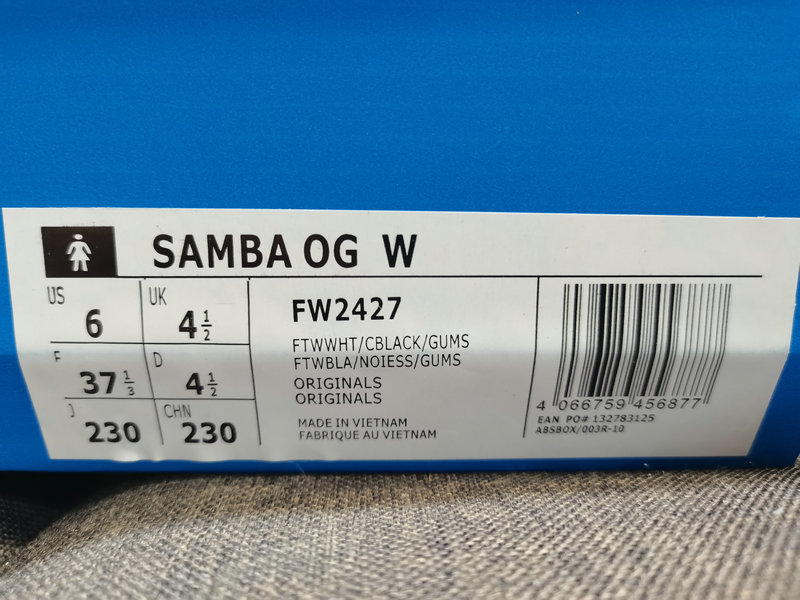 SAMBA OG W
US 6 UK 4 1/2
F 37 1/3 D 4 1/2
J 230 CHN 230
FW2427
FTWWHT/CBLACK/GUMS
FTWBLA/NOIESS/GUMS
ORIGINALS
ORIGINALS
MADE IN VIETNAM
FABRIQUE AU VIETNAM
4 066759 456877
EAN PO# 132783125
ABSBOX/003R-10